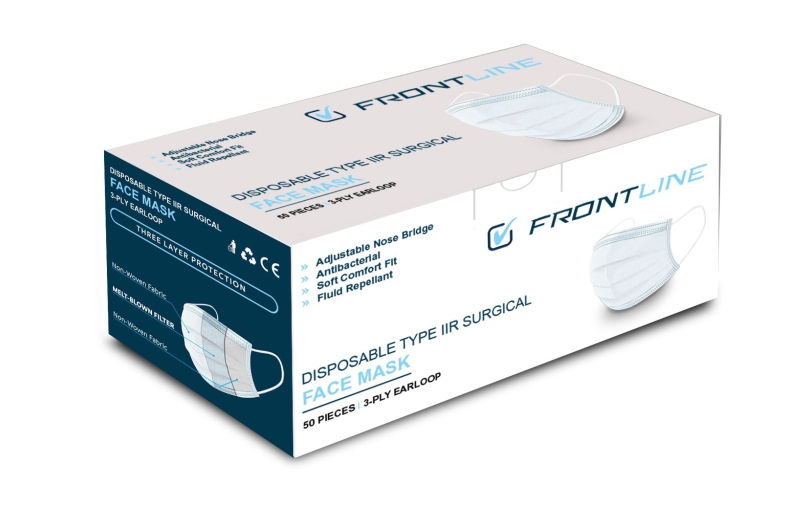 FRONTLINE
Adjustable Nose Bridge
Antibacterial
Soft Comfort Fit
Fluid Repellant
DISPOSABLE TYPE IIR SURGICAL
FACE MASK
50 PIECES 3-PLY EARLOOP
DISPOSABLE TYPE IIR SURGICAL
FACE MASK
3-PLY EARLOOP
THREE LAYER PROTECTION
CE
Non-Woven Fabric
MELT-BLOWN FILTER
Non-Woven Fabric
FRONTLINE
» Adjustable Nose Bridge
» Antibacterial
» Soft Comfort Fit
» Fluid Repellant
DISPOSABLE TYPE IIR SURGICAL
FACE MASK
50 PIECES | 3-PLY EARLOOP